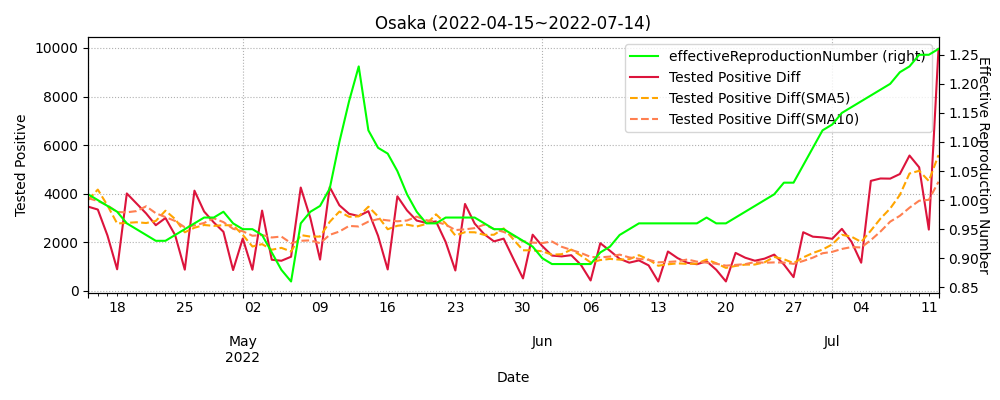 Osaka (2022-04-15~2022-07-14)
effectiveReproductionNumber (right)
Tested Positive Diff
Tested Positive Diff(SMA5)
Tested Positive Diff(SMA10)
Tested Positive
10000
8000
6000
4000
2000
0
Effective Reproduction Number
1.25
1.20
1.15
1.10
1.05
1.00
0.95
0.90
0.85
18 25 02 09 16 23 30 06 13 20 27 04 11
May Jun Jul
2022
Date